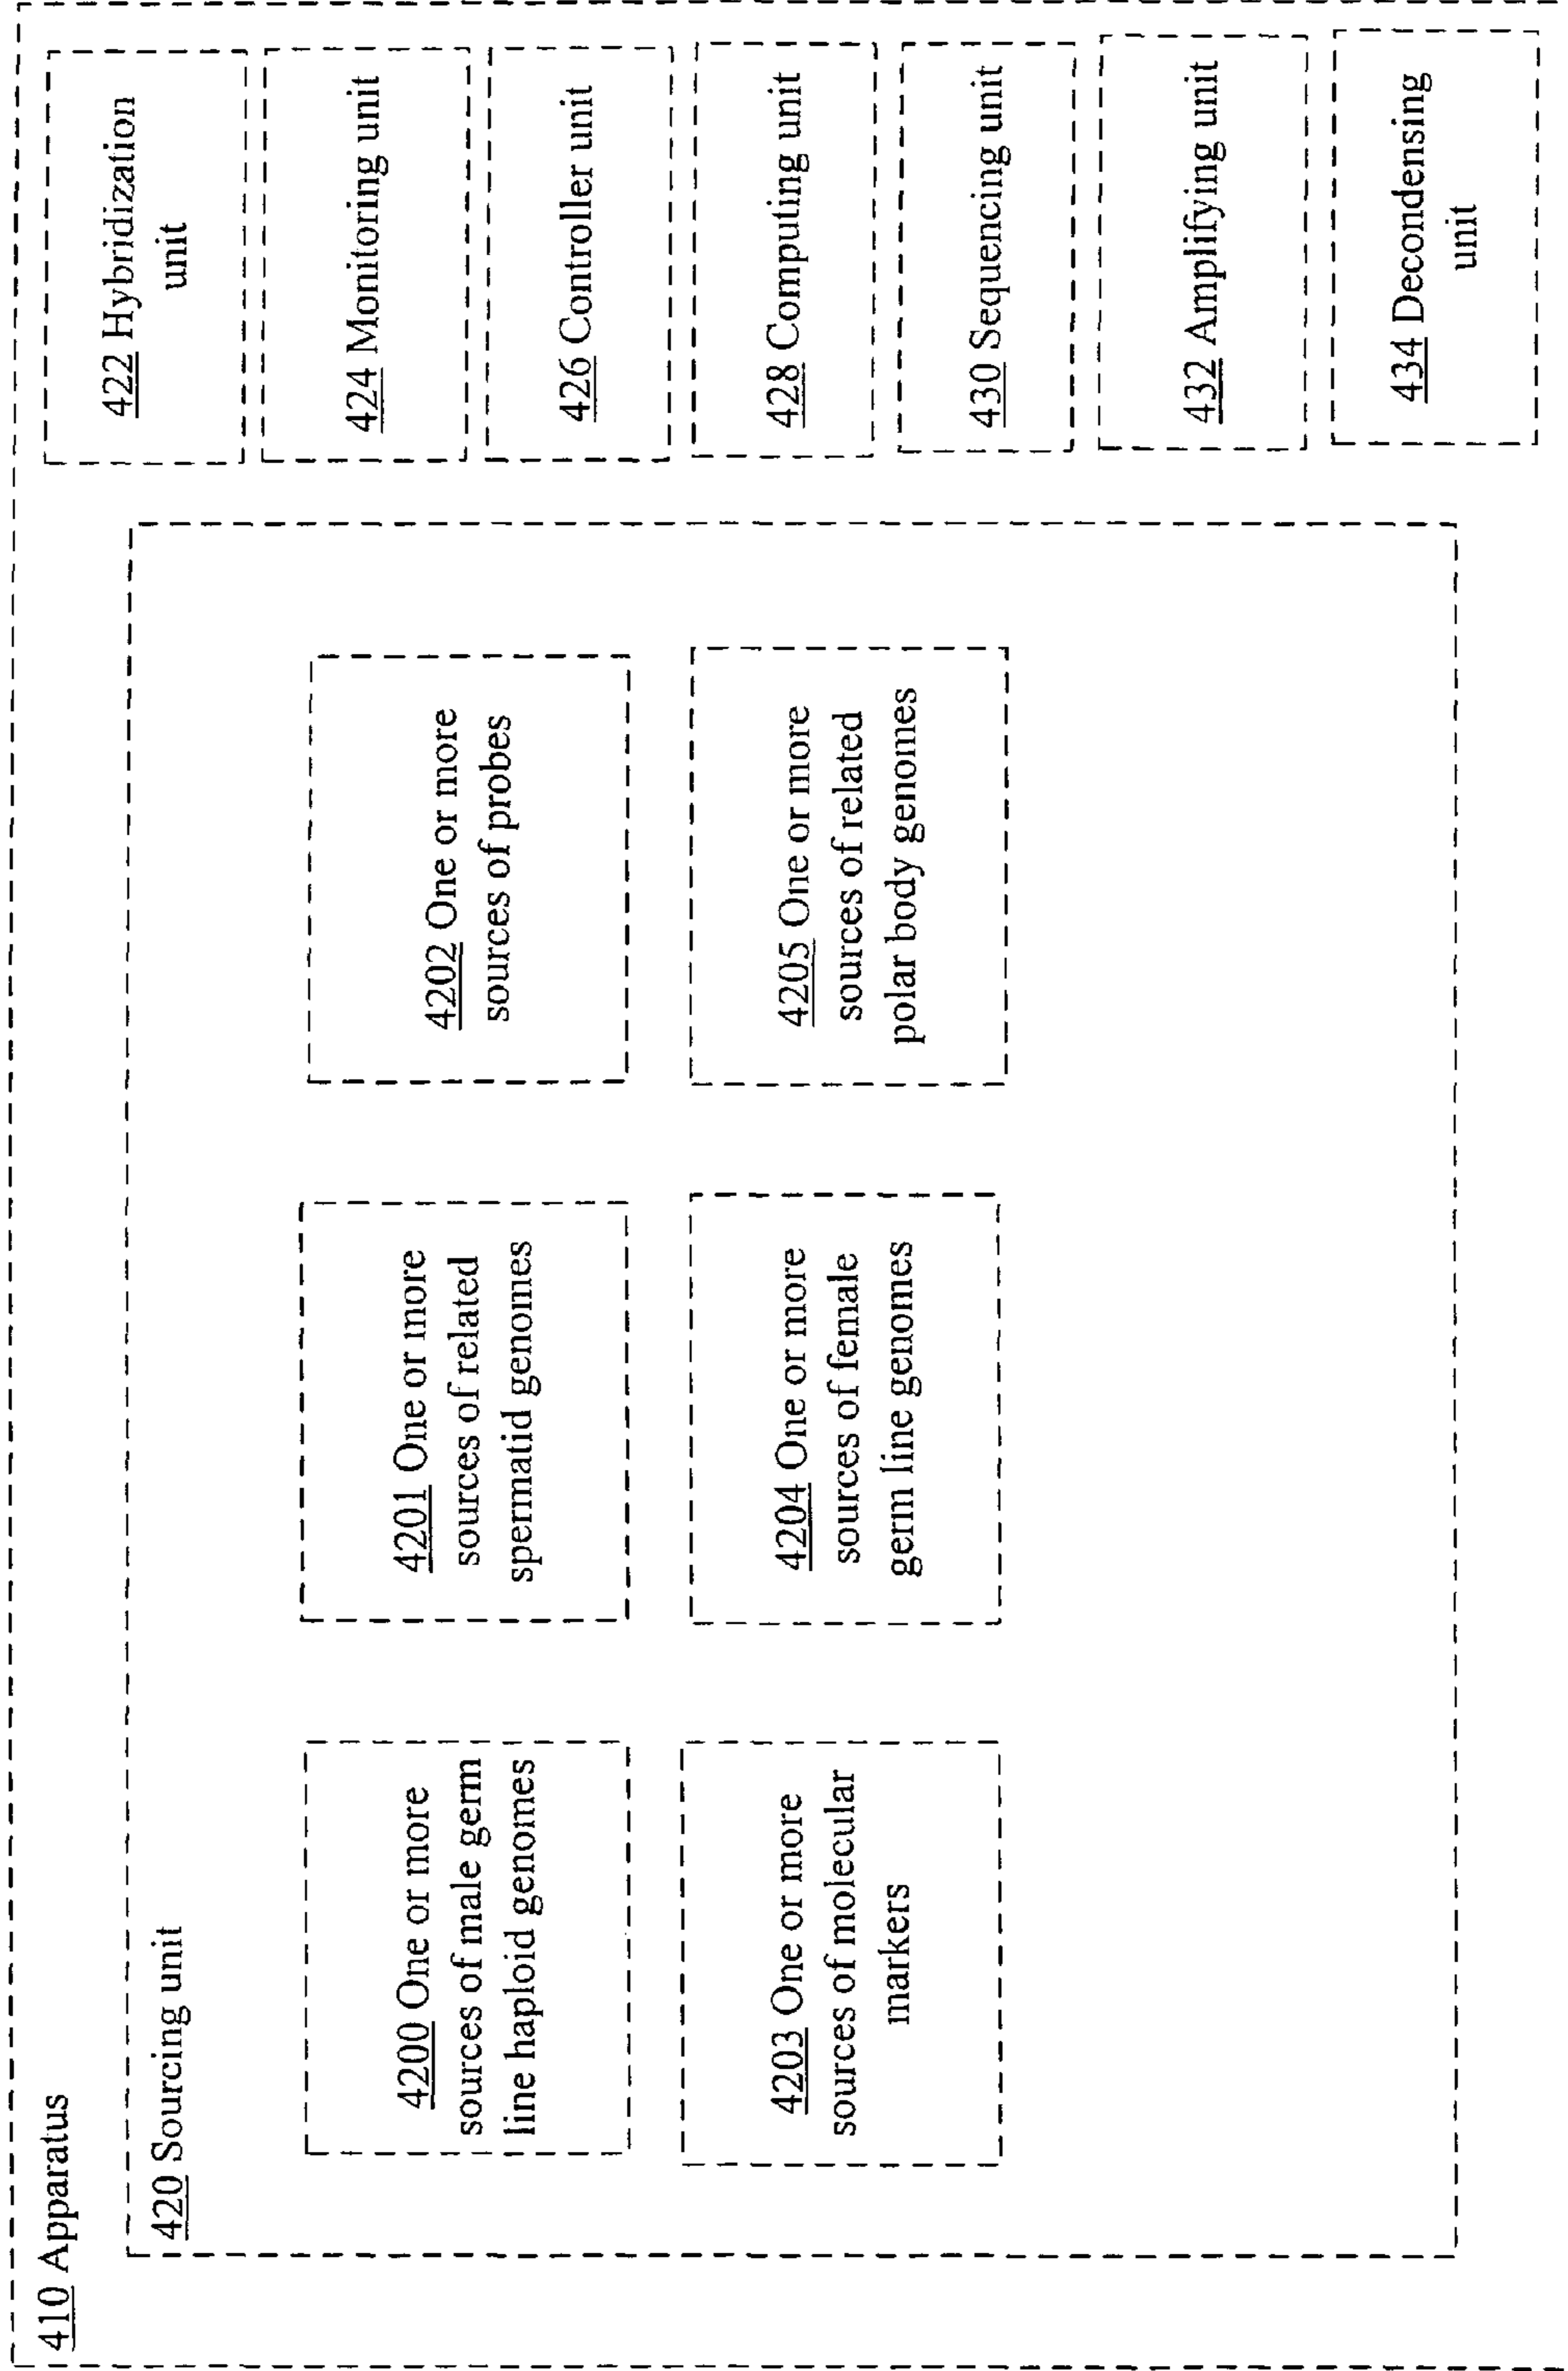 410 Apparatus
420 Sourcing unit
4200 One or more
sources of male germ
line haploid genomes
4201 One or more
sources of related
spermatid genomes
4202 One or more
sources of probes
4203 One or more
sources of molecular
markers
4204 One or more
sources of female
germ line genomes
4205 One or more
sources of related
polar body genomes
422 Hybridization
unit
424 Monitoring unit
426 Controller unit
428 Computing unit
430 Sequencing unit
432 Amplifying unit
434 Decondensing
unit